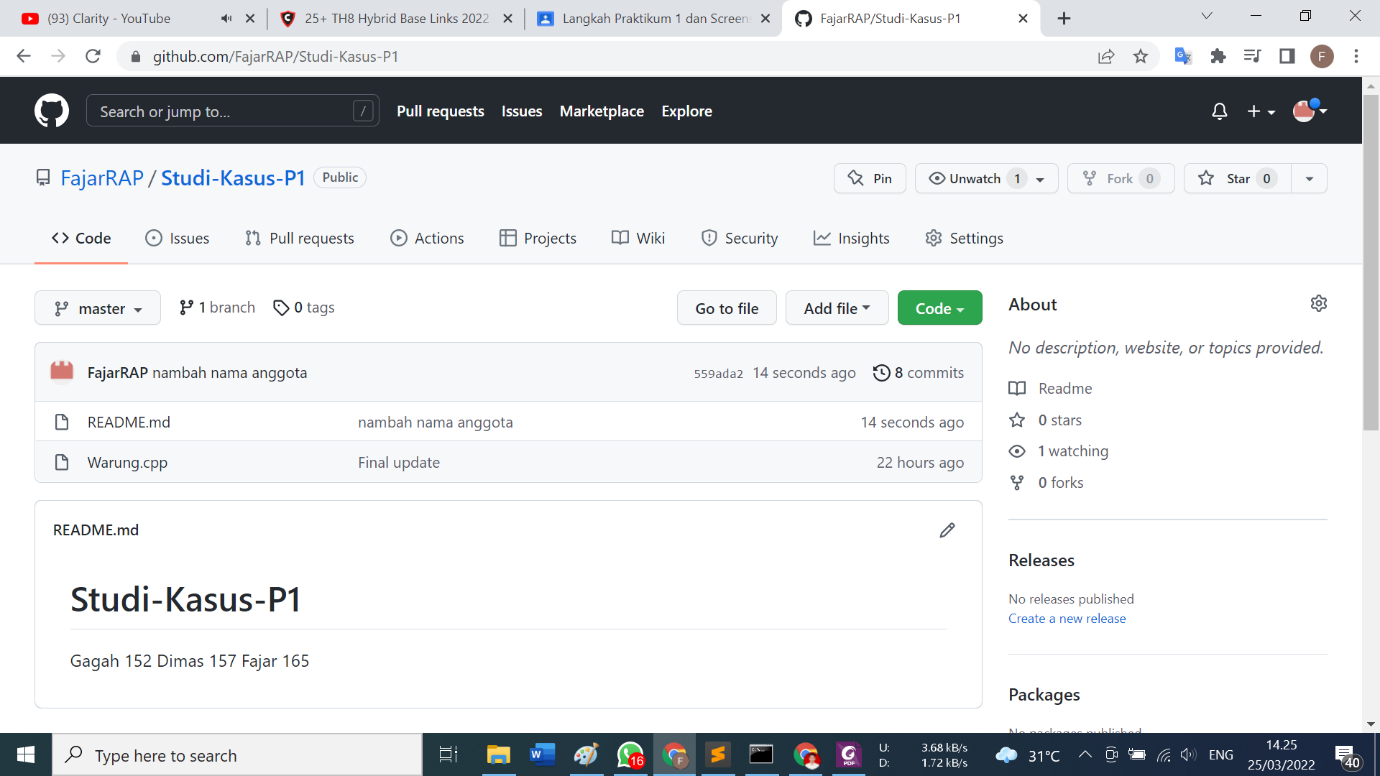 (93) Clarity - YouTube 25+ TH8 Hybrid Base Links 2022 Langkah Praktikum 1 dan Screens FajarRAP/Studi-Kasus-P1
github.com/FajarRAP/Studi-Kasus-P1 F
Search or jump to... / Pull requests Issues Marketplace Explore
FajarRAP / Studi-Kasus-P1 Public Pin Unwatch 1 Fork 0 Star 0
Code Issues Pull requests Actions Projects Wiki Security Insights Settings
master 1 branch 0 tags Go to file Add file Code
FajarRAP nambah nama anggota 559ada2 14 seconds ago 8 commits
README.md nambah nama anggota 14 seconds ago
Warung.cpp Final update 22 hours ago
README.md
Studi-Kasus-P1
Gagah 152 Dimas 157 Fajar 165
About
No description, website, or topics provided.
Readme
0 stars
1 watching
0 forks
Releases
No releases published
Create a new release
Packages
No packages published
Type here to search W 16 F PDF
U: 3.68 kB/s
D: 1.72 kB/s
31°C ENG
14.25
25/03/2022
40